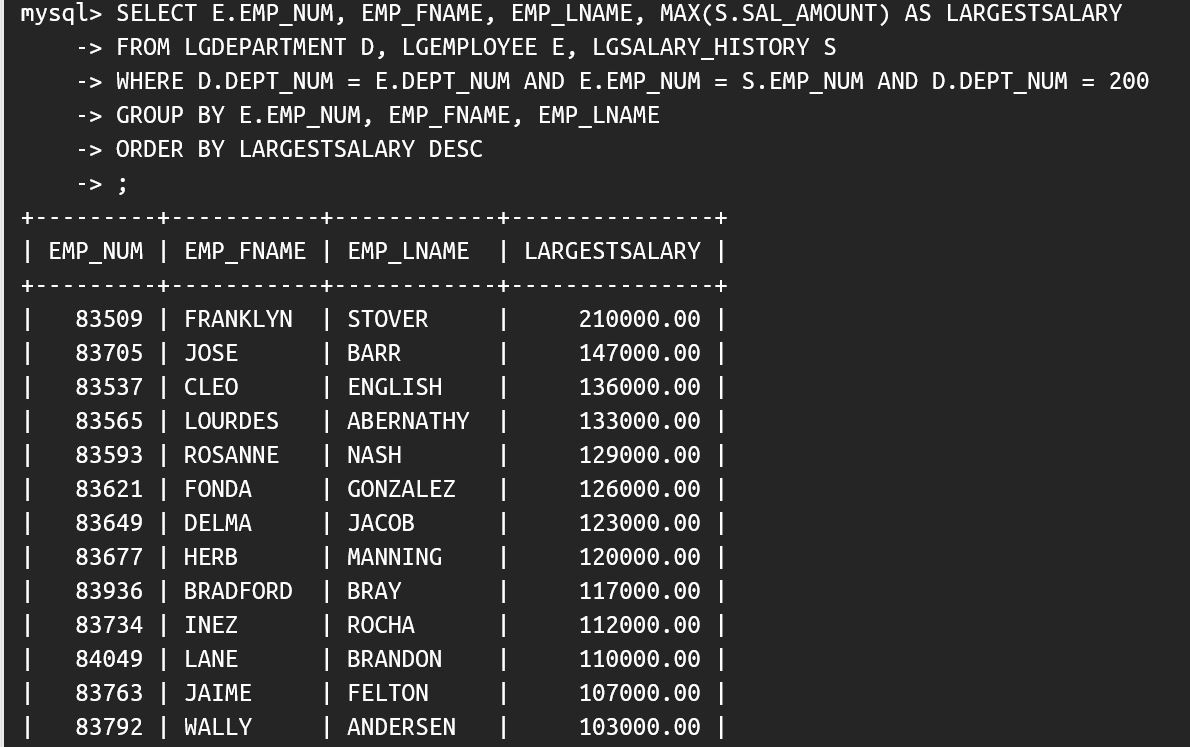 mysql> SELECT E.EMP_NUM, EMP_FNAME, EMP_LNAME, MAX(S.SAL_AMOUNT) AS LARGESTSALARY
    -> FROM LGDEPARTMENT D, LGEMPLOYEE E, LGSALARY_HISTORY S
    -> WHERE D.DEPT_NUM = E.DEPT_NUM AND E.EMP_NUM = S.EMP_NUM AND D.DEPT_NUM = 200
    -> GROUP BY E.EMP_NUM, EMP_FNAME, EMP_LNAME
    -> ORDER BY LARGESTSALARY DESC
    -> ;
+---------+-----------+------------+---------------+
| EMP_NUM | EMP_FNAME | EMP_LNAME  | LARGESTSALARY |
+---------+-----------+------------+---------------+
|   83509 | FRANKLYN  | STOVER     |     210000.00 |
|   83705 | JOSE      | BARR       |     147000.00 |
|   83537 | CLEO      | ENGLISH    |     136000.00 |
|   83565 | LOURDES   | ABERNATHY  |     133000.00 |
|   83593 | ROSANNE   | NASH       |     129000.00 |
|   83621 | FONDA     | GONZALEZ   |     126000.00 |
|   83649 | DELMA     | JACOB      |     123000.00 |
|   83677 | HERB      | MANNING    |     120000.00 |
|   83936 | BRADFORD  | BRAY       |     117000.00 |
|   83734 | INEZ      | ROCHA      |     112000.00 |
|   84049 | LANE      | BRANDON    |     110000.00 |
|   83763 | JAIME     | FELTON     |     107000.00 |
|   83792 | WALLY     | ANDERSEN   |     103000.00 |